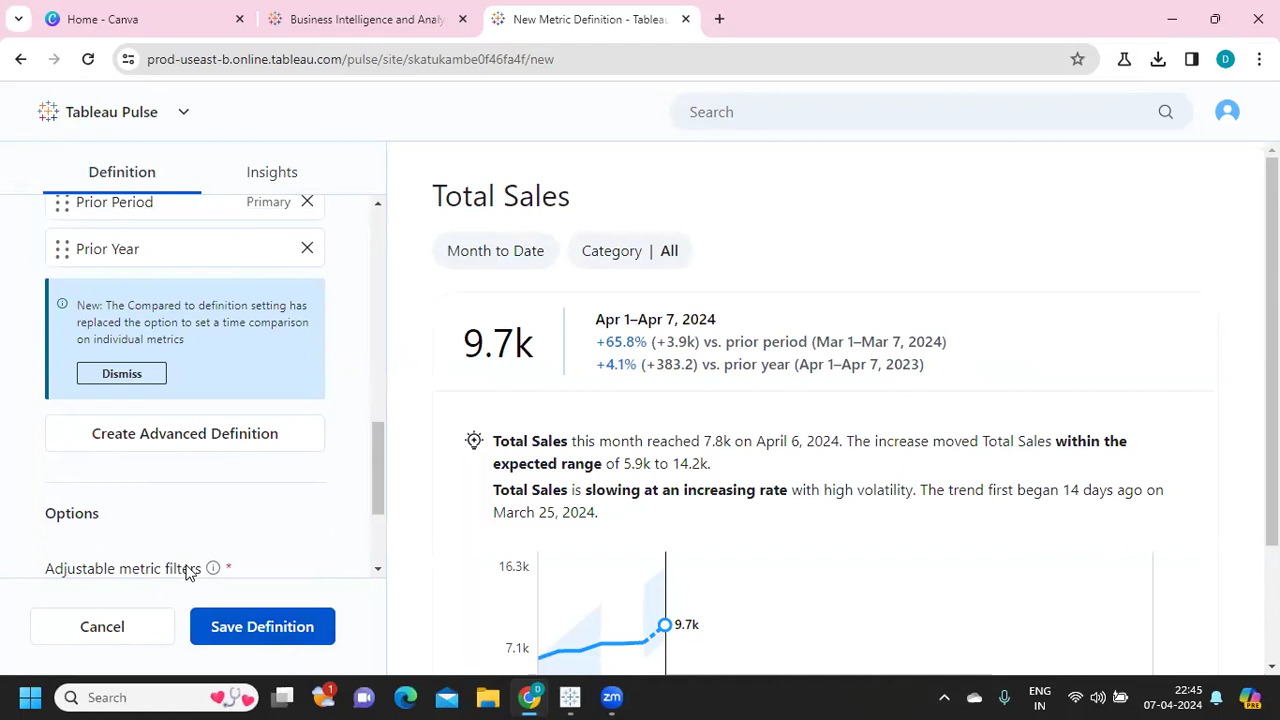 Home - Canva
Business Intelligence and Analy
New Metric Definition - Tableau
prod-useast-b.online.tableau.com/pulse/site/skatukambe0f46fa4f/new
D
Tableau Pulse
Search
Definition
Insights
Prior Period
Primary
Prior Year
New: The Compared to definition setting has
replaced the option to set a time comparison
on individual metrics
Dismiss
Create Advanced Definition
Options
Adjustable metric filters *
Cancel
Save Definition
Total Sales
Month to Date
Category | All
9.7k
Apr 1–Apr 7, 2024
+65.8% (+3.9k) vs. prior period (Mar 1–Mar 7, 2024)
+4.1% (+383.2) vs. prior year (Apr 1–Apr 7, 2023)
Total Sales this month reached 7.8k on April 6, 2024. The increase moved Total Sales within the
expected range of 5.9k to 14.2k.
Total Sales is slowing at an increasing rate with high volatility. The trend first began 14 days ago on
March 25, 2024.
16.3k
9.7k
7.1k
Search
1
D
zm
ENG
IN
22:45
07-04-2024
PRE